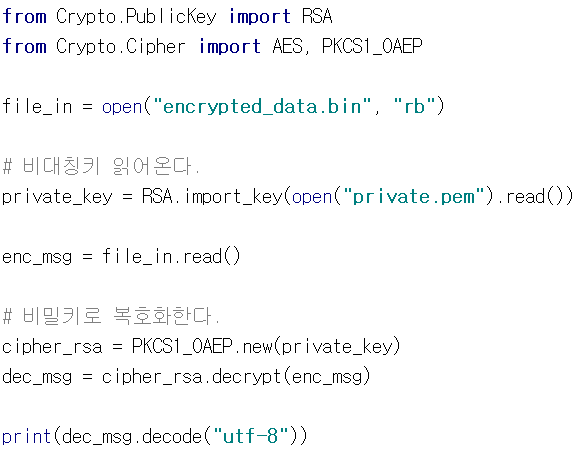 from Crypto.PublicKey import RSA
from Crypto.Cipher import AES, PKCS1_OAEP
file_in = open("encrypted_data.bin", "rb")
# 비대칭키 읽어온다.
private_key = RSA.import_key(open("private.pem").read())
enc_msg = file_in.read()
# 비밀키로 복호화한다.
cipher_rsa = PKCS1_OAEP.new(private_key)
dec_msg = cipher_rsa.decrypt(enc_msg)
print(dec_msg.decode("utf-8"))